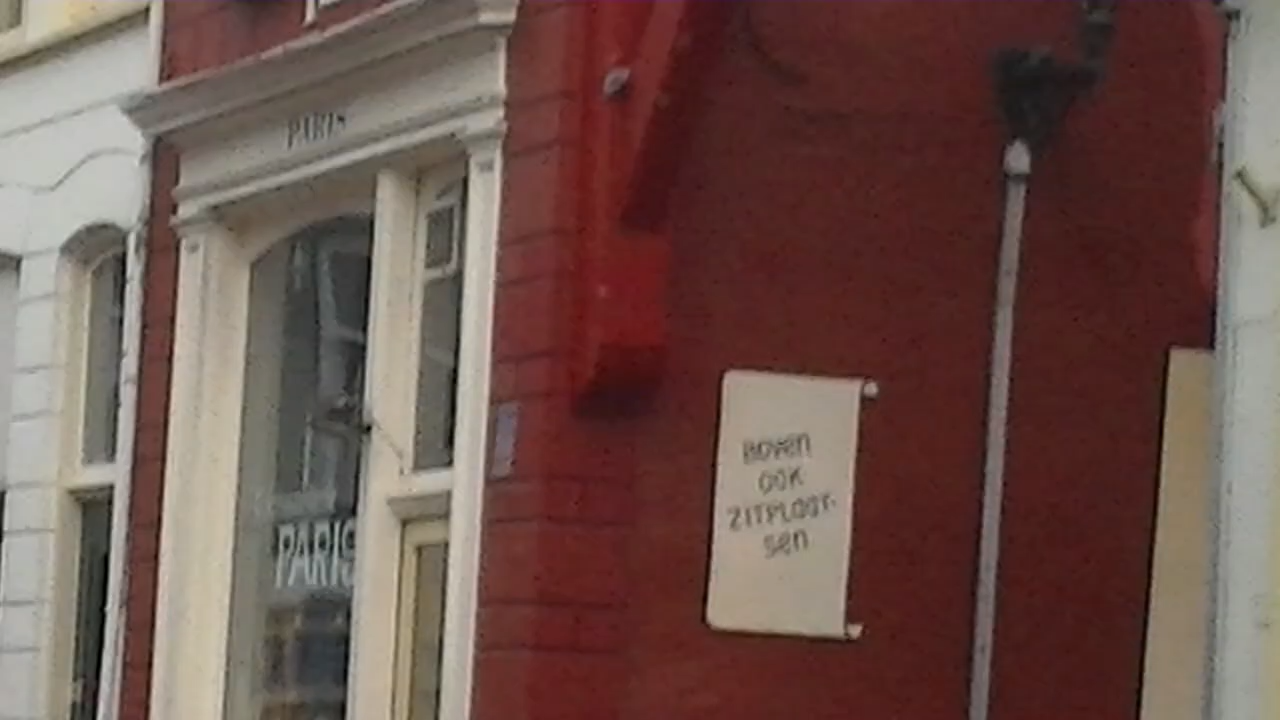 PARIS
PARIS
Boven
OOK
ZITPLAAT-
sen